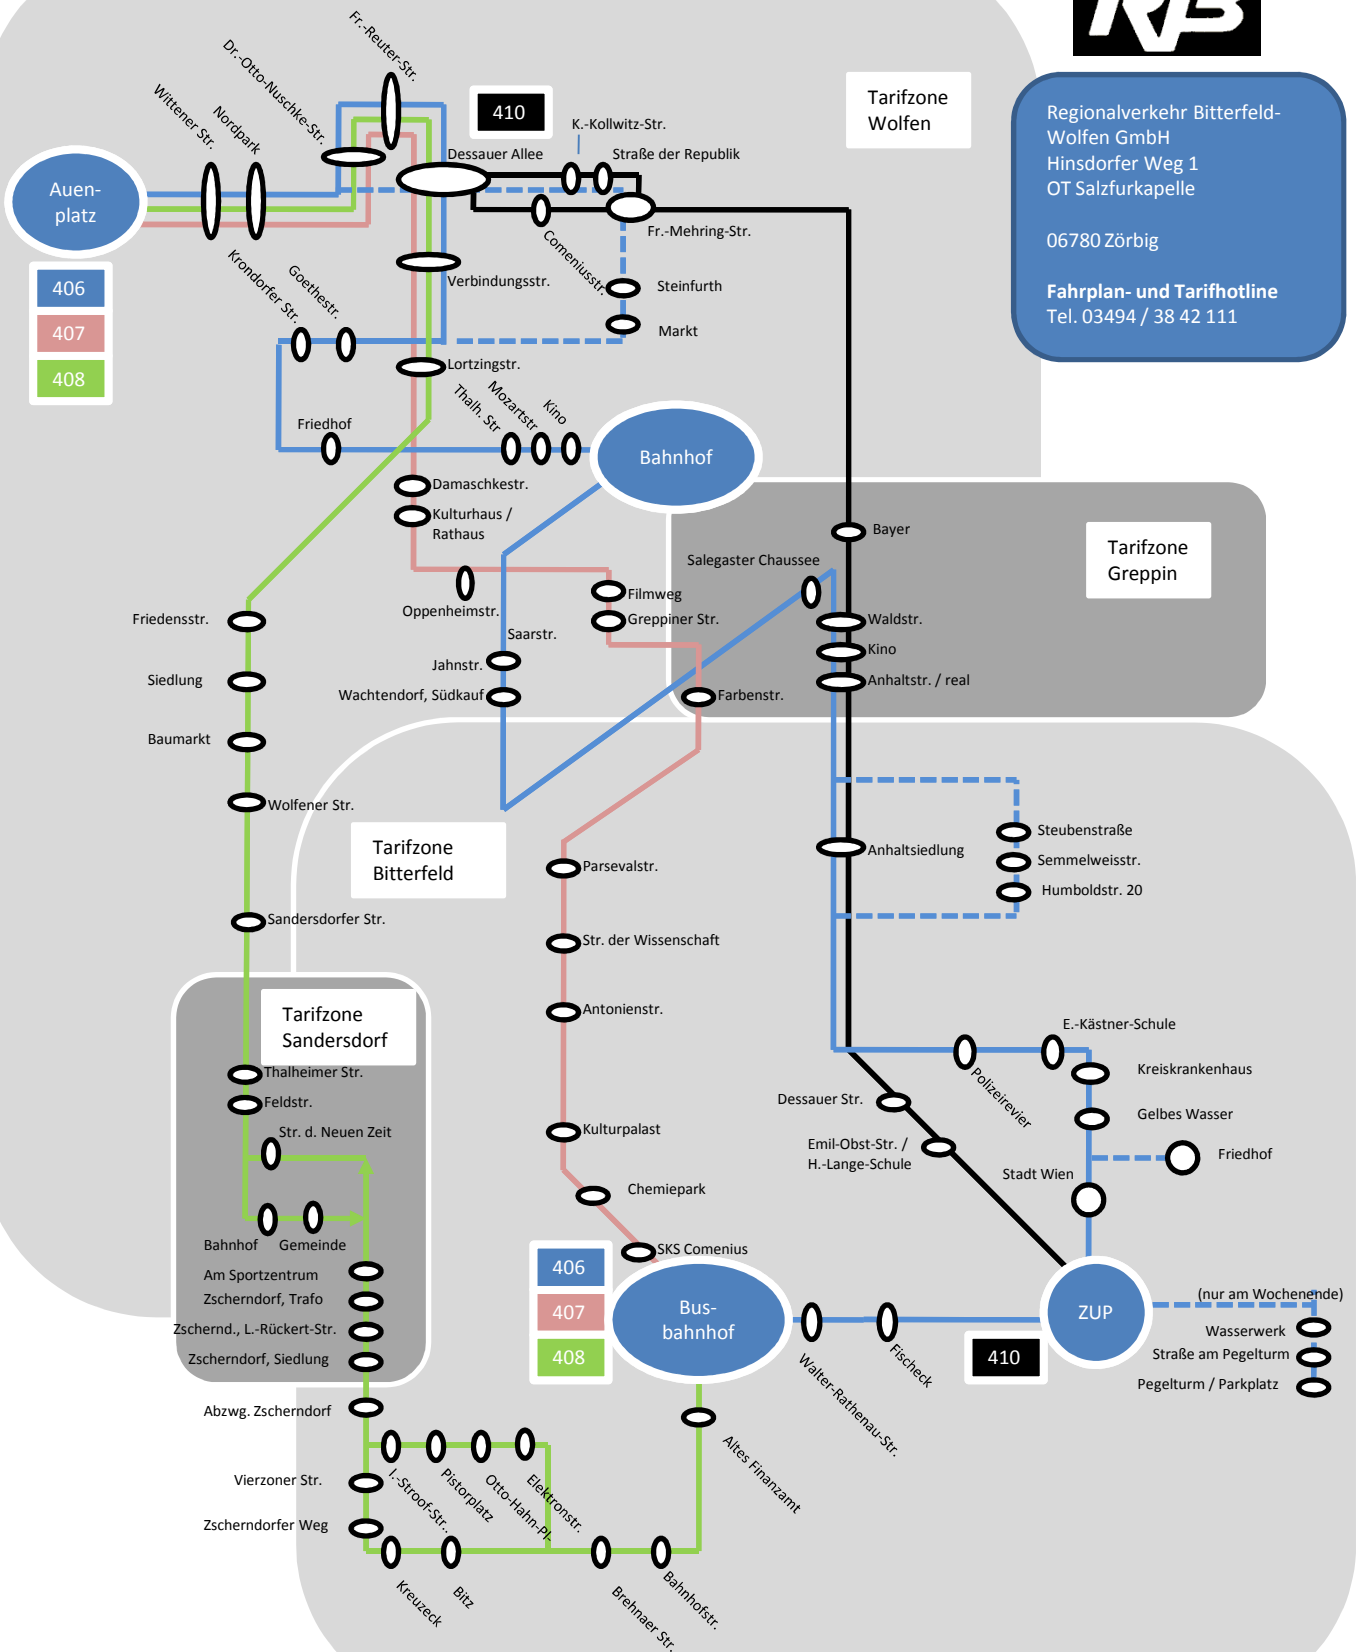 RVB
Tarifzone
Wolfen
Regionalverkehr Bitterfeld-
Wolfen GmbH
Hinsdorfer Weg 1
OT Salzfurkapelle
06780 Zörbig
Fahrplan- und Tarifhotline
Tel. 03494 / 38 42 111
Fr.-Reuter-Str.
Dr.-Otto-Nuschke-Str.
Nordpark
Wittener Str.
410
K.-Kollwitz-Str.
Dessauer Allee
Straße der Republik
Auen-
platz
Fr.-Mehring-Str.
Comeniusstr.
Krondorfer Str.
Goethestr.
Verbindungsstr.
Steinfurth
Markt
406
407
408
Lortzingstr.
Thalh. Str
Mozartstr
Kino
Friedhof
Bahnhof
Damaschkestr.
Kulturhaus /
Rathaus
Bayer
Tarifzone
Greppin
Salegaster Chaussee
Oppenheimstr.
Filmweg
Greppiner Str.
Waldstr.
Kino
Anhaltstr. / real
Friedensstr.
Saarstr.
Jahnstr.
Siedlung
Wachtendorf, Südkauf
Farbenstr.
Baumarkt
Wolfener Str.
Tarifzone
Bitterfeld
Steubenstraße
Semmelweisstr.
Humboldstr. 20
Anhaltsiedlung
Parsevalstr.
Sandersdorfer Str.
Str. der Wissenschaft
Tarifzone
Sandersdorf
Antonienstr.
E.-Kästner-Schule
Thalheimer Str.
Feldstr.
Kreiskrankenhaus
Polizeirevier
Dessauer Str.
Gelbes Wasser
Str. d. Neuen Zeit
Kulturpalast
Emil-Obst-Str. /
H.-Lange-Schule
Friedhof
Stadt Wien
Chemiepark
Bahnhof
Gemeinde
SKS Comenius
Am Sportzentrum
Zscherndorf, Trafo
Zschernd., L.-Rückert-Str.
Zscherndorf, Siedlung
406
407
408
Bus-
bahnhof
ZUP
(nur am Wochenende)
Wasserwerk
Straße am Pegelturm
Pegelturm / Parkplatz
410
Walter-Rathenau-Str.
Fischeck
Abzwg. Zscherndorf
Altes Finanzamt
Vierzoner Str.
I.-Stroof-Str..
Pistorplatz
Otto-Hahn-Pl-
Elektronstr.
Zscherndorfer Weg
Kreuzeck
Bitz
Brehnaer Str.
Bahnhofstr.